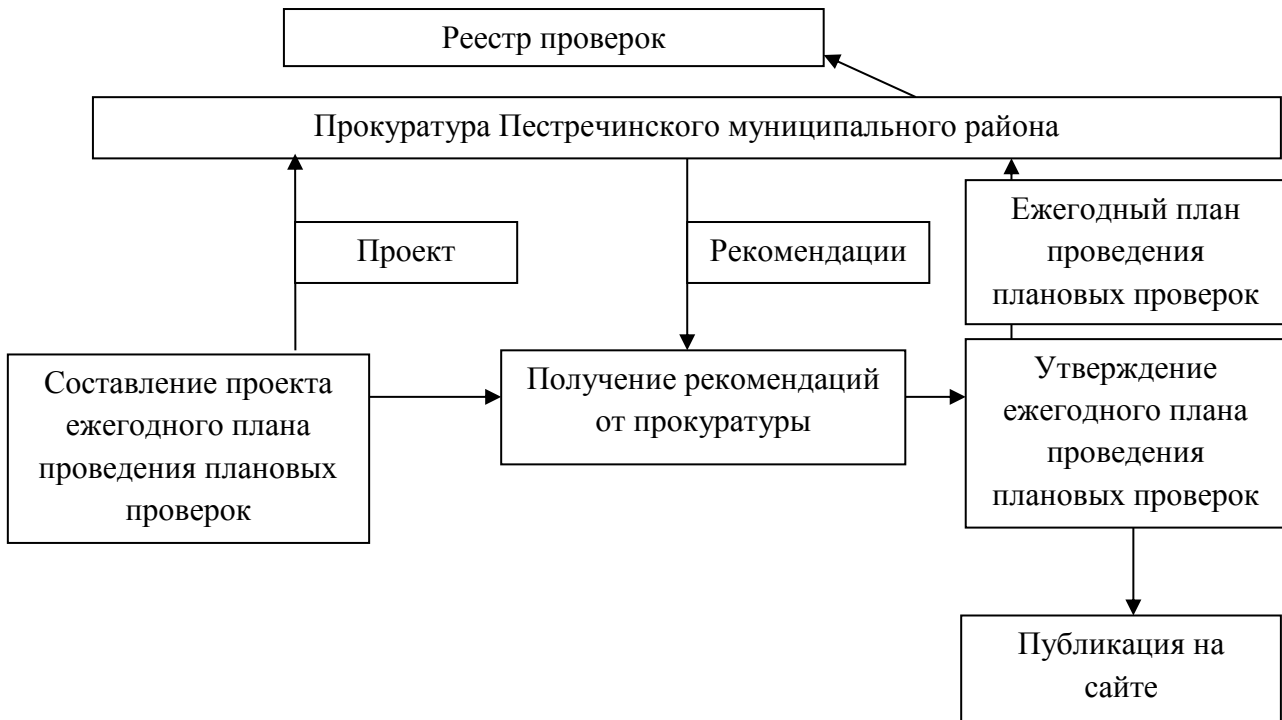 Реестр проверок
Прокуратура Пестречинского муниципального района
Проект
Рекомендации
Ежегодный план
проведения
плановых проверок
Составление проекта
ежегодного плана
проведения плановых
проверок
Получение рекомендаций
от прокуратуры
Утверждение
ежегодного плана
проведения
плановых проверок
Публикация на
сайте